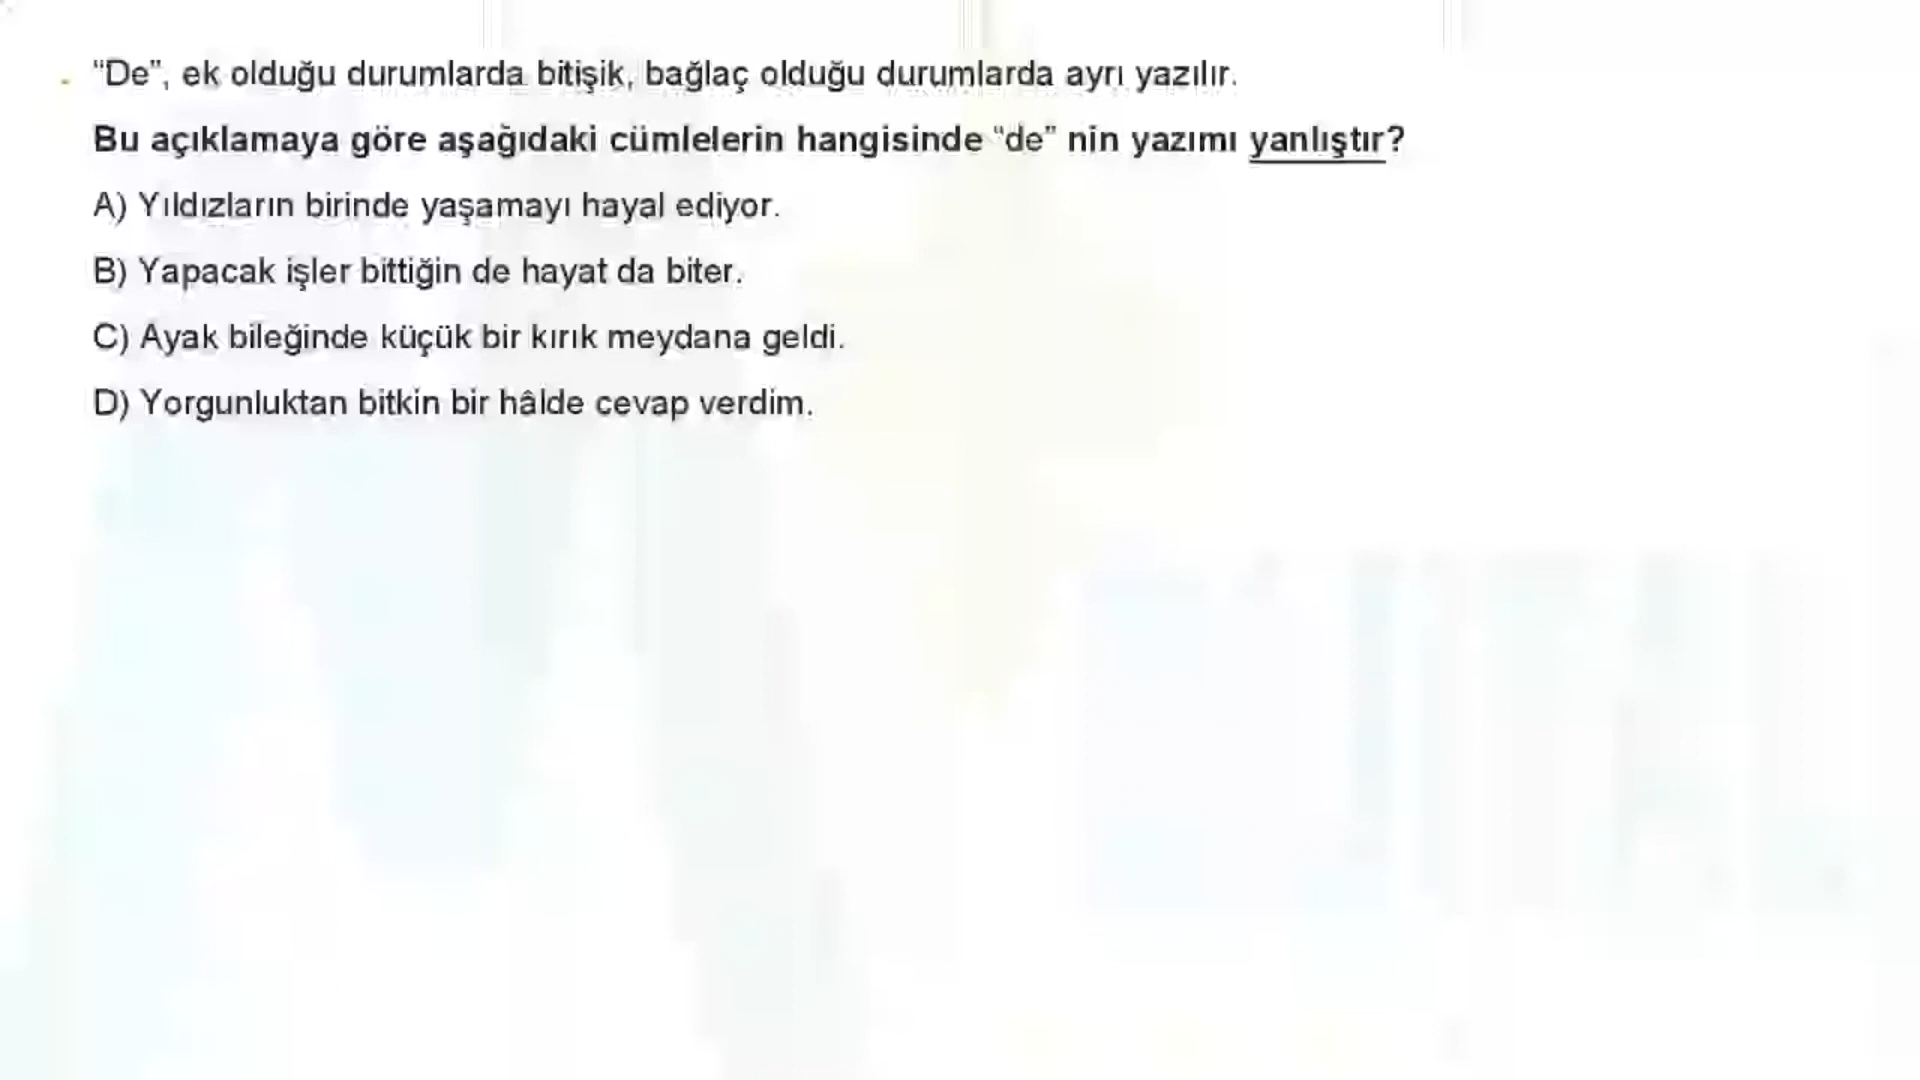 “De”, ek olduğu durumlarda bitişik, bağlaç olduğu durumlarda ayrı yazılır.
Bu açıklamaya göre aşağıdaki cümlelerin hangisinde “de” nin yazımı yanlıştır?
A) Yıldızların birinde yaşamayı hayal ediyor.
B) Yapacak işler bittiğin de hayat da biter.
C) Ayak bileğinde küçük bir kırık meydana geldi.
D) Yorgunluktan bitkin bir hâlde cevap verdim.